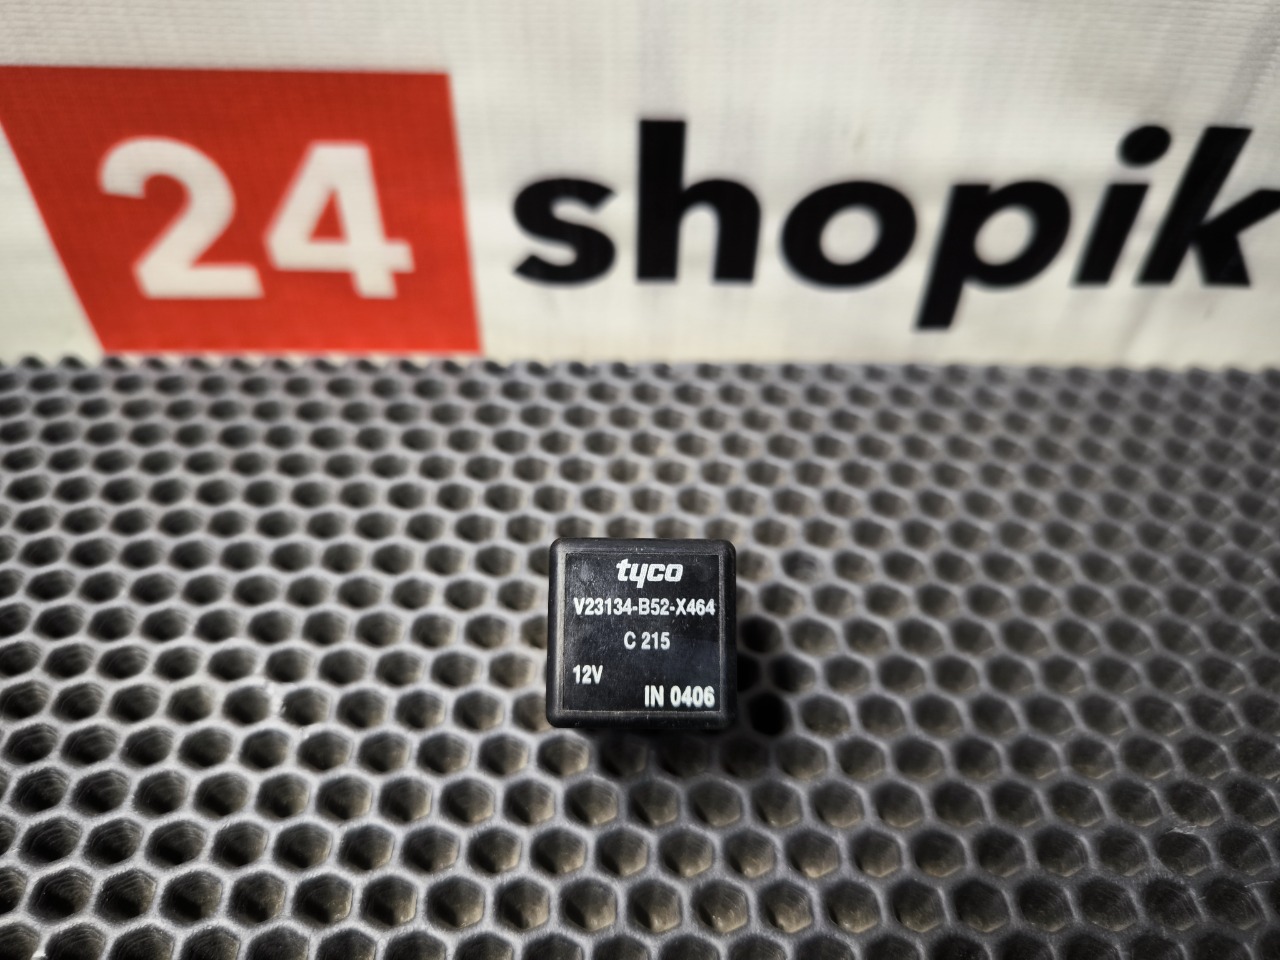 24 shopik
tyco
V23134-B52-X464
C 215
12V
IN 0406